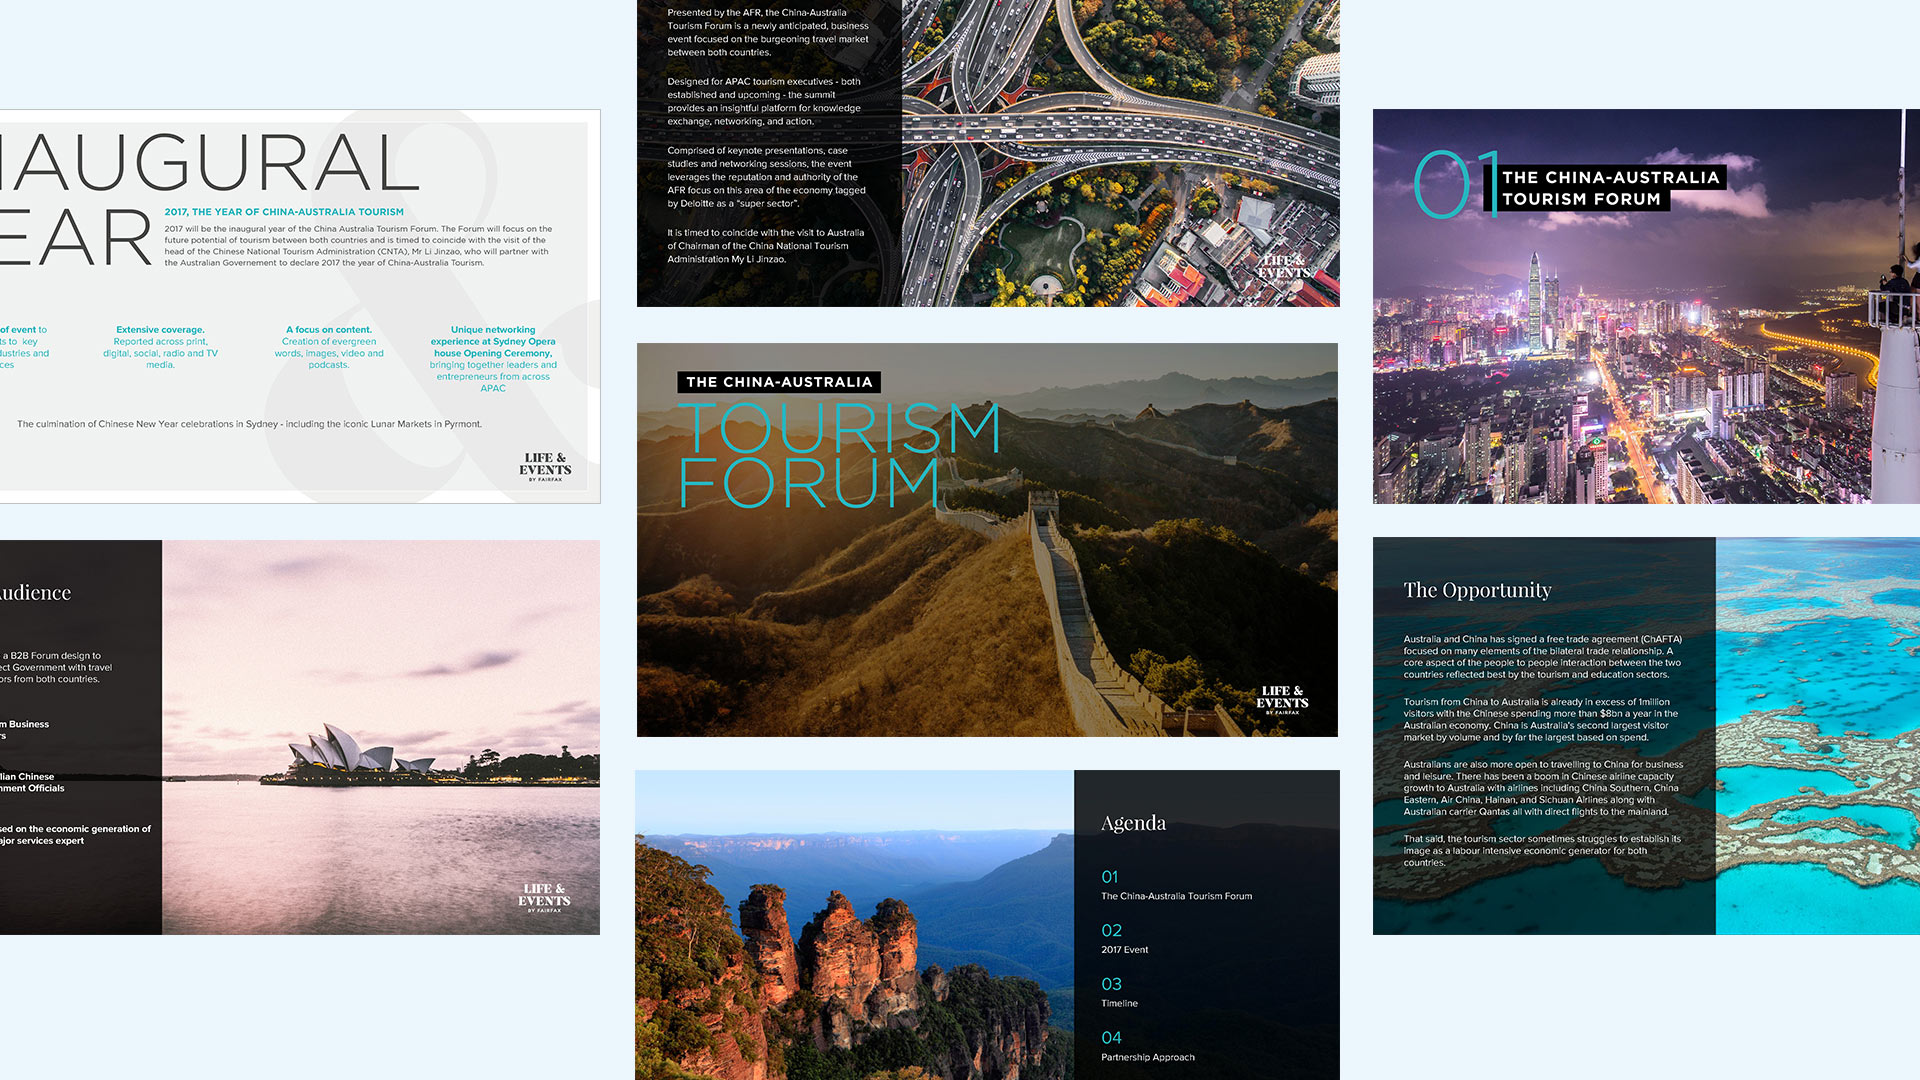 NAUGURAL
EAR
2017, THE YEAR OF CHINA-AUSTRALIA TOURISM
2017 will be the inaugural year of the China Australia Tourism Forum. The Forum will focus on the
future potential of tourism between both countries and is timed to coincide with the visit of the
head of the Chinese National Tourism Administration (CNTA), Mr Li Jinzao, who will partner with
the Australian Governement to declare 2017 the year of China-Australia Tourism.
of event to
ts to key
dustries and
ces
Extensive coverage.
Reported across print,
digital, social, radio and TV
media.
A focus on content.
Creation of evergreen
words, images, video and
podcasts.
Unique networking
experience at Sydney Opera
house Opening Ceremony,
bringing together leaders and
entrepreneurs from across
APAC
The culmination of Chinese New Year celebrations in Sydney - including the iconic Lunar Markets in Pyrmont.
LIFE &
EVENTS
BY FAIRFAX
Audience
a B2B Forum design to
ect Government with travel
ors from both countries.
m Business
rs
lian Chinese
nment Officials
sed on the economic generation of
ajor services expert
LIFE &
EVENTS
BY FAIRFAX
Presented by the AFR, the China-Australia
Tourism Forum is a newly anticipated, business
event focused on the burgeoning travel market
between both countries.
Designed for APAC tourism executives - both
established and upcoming - the summit
provides an insightful platform for knowledge
exchange, networking, and action.
Comprised of keynote presentations, case
studies and networking sessions, the event
leverages the reputation and authority of the
AFR focus on this area of the economy tagged
by Deloitte as a "super sector".
It is timed to coincide with the visit to Australia
of Chairman of the China National Tourism
Administration My Li Jinzao.
LIFE &
EVENTS
BY FAIRFAX
THE CHINA-AUSTRALIA
TOURISM
FORUM
LIFE &
EVENTS
BY FAIRFAX
Agenda
01
The China-Australia Tourism Forum
02
2017 Event
03
Timeline
04
Partnership Approach
01
THE CHINA-AUSTRALIA
TOURISM FORUM
The Opportunity
Australia and China has signed a free trade agreement (ChAFTA)
focused on many elements of the bilateral trade relationship. A
core aspect of the people to people interaction between the two
countries reflected best by the tourism and education sectors.
Tourism from China to Australia is already in excess of 1million
visitors with the Chinese spending more than $8bn a year in the
Australian economy. China is Australia's second largest visitor
market by volume and by far the largest based on spend.
Australians are also more open to travelling to China for business
and leisure. There has been a boom in Chinese airline capacity
growth to Australia with airlines including China Southern, China
Eastern, Air China, Hainan, and Sichuan Airlines along with
Australian carrier Qantas all with direct flights to the mainland.
That said, the tourism sector sometimes struggles to establish its
image as a labour intensive economic generator for both
countries.